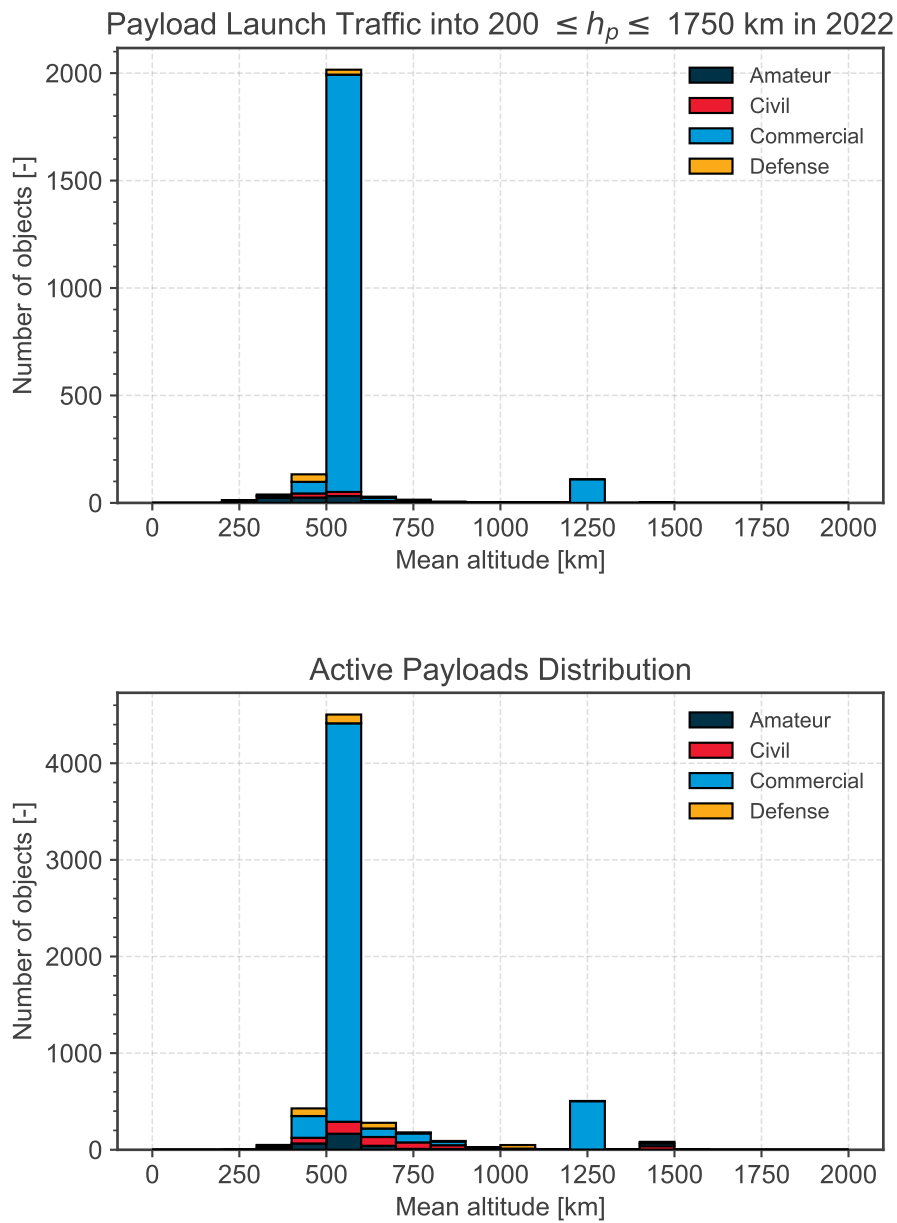 Payload Launch Traffic into 200 ≤ hₚ ≤ 1750 km in 2022
Number of objects [-]
2000
1500
1000
500
0
Amateur
Civil
Commercial
Defense
0 250 500 750 1000 1250 1500 1750 2000
Mean altitude [km]
Active Payloads Distribution
Number of objects [-]
4000
3000
2000
1000
0
Amateur
Civil
Commercial
Defense
0 250 500 750 1000 1250 1500 1750 2000
Mean altitude [km]